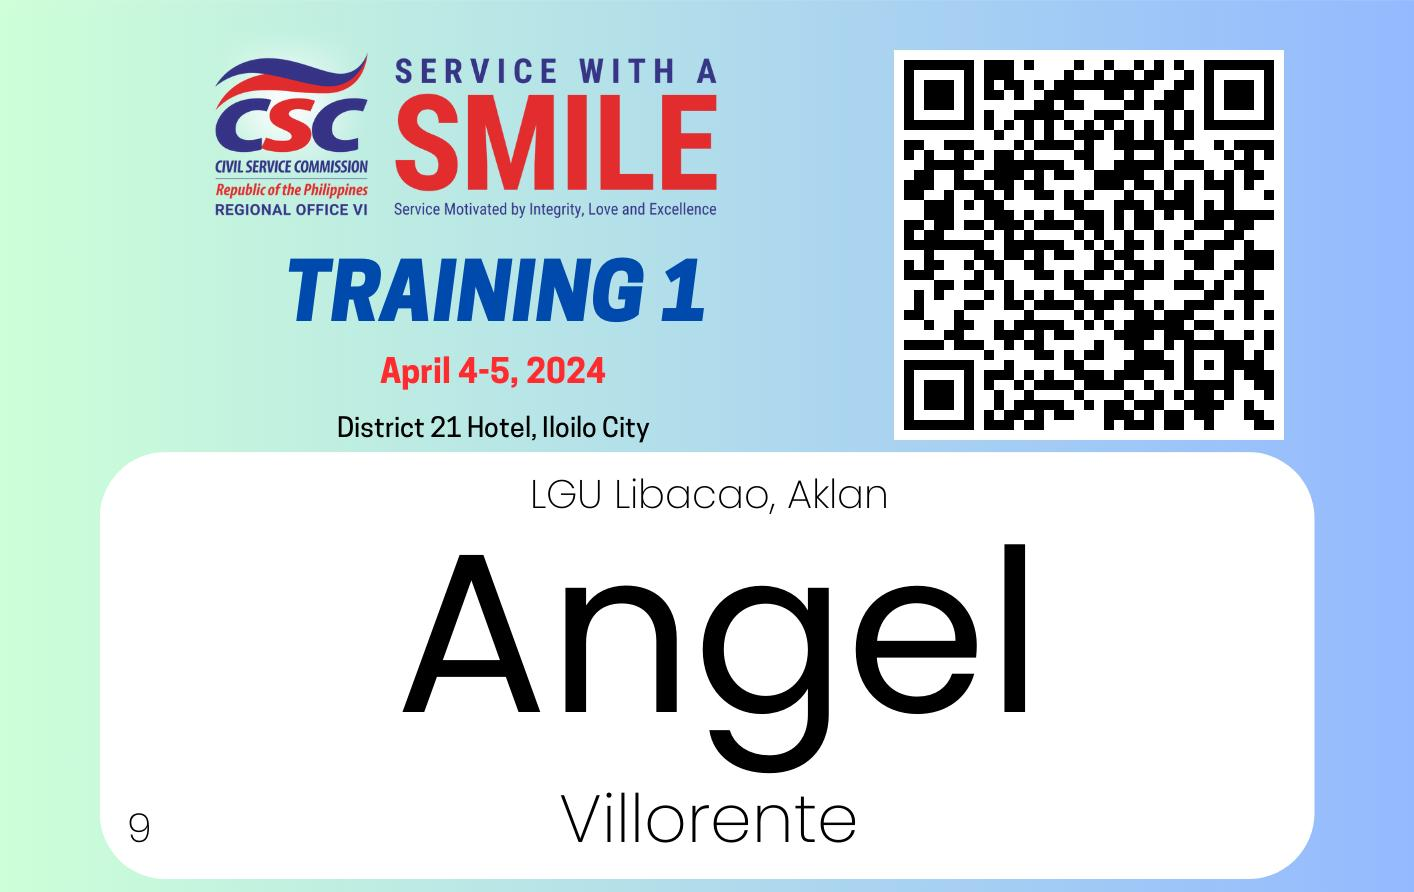 CSC
CIVIL SERVICE COMMISSION
Republic of the Philippines
REGIONAL OFFICE VI
SERVICE WITH A
SMILE
Service Motivated by Integrity, Love and Excellence
TRAINING 1
April 4-5, 2024
District 21 Hotel, Iloilo City
LGU Libacao, Aklan
Angel
Villorente
9